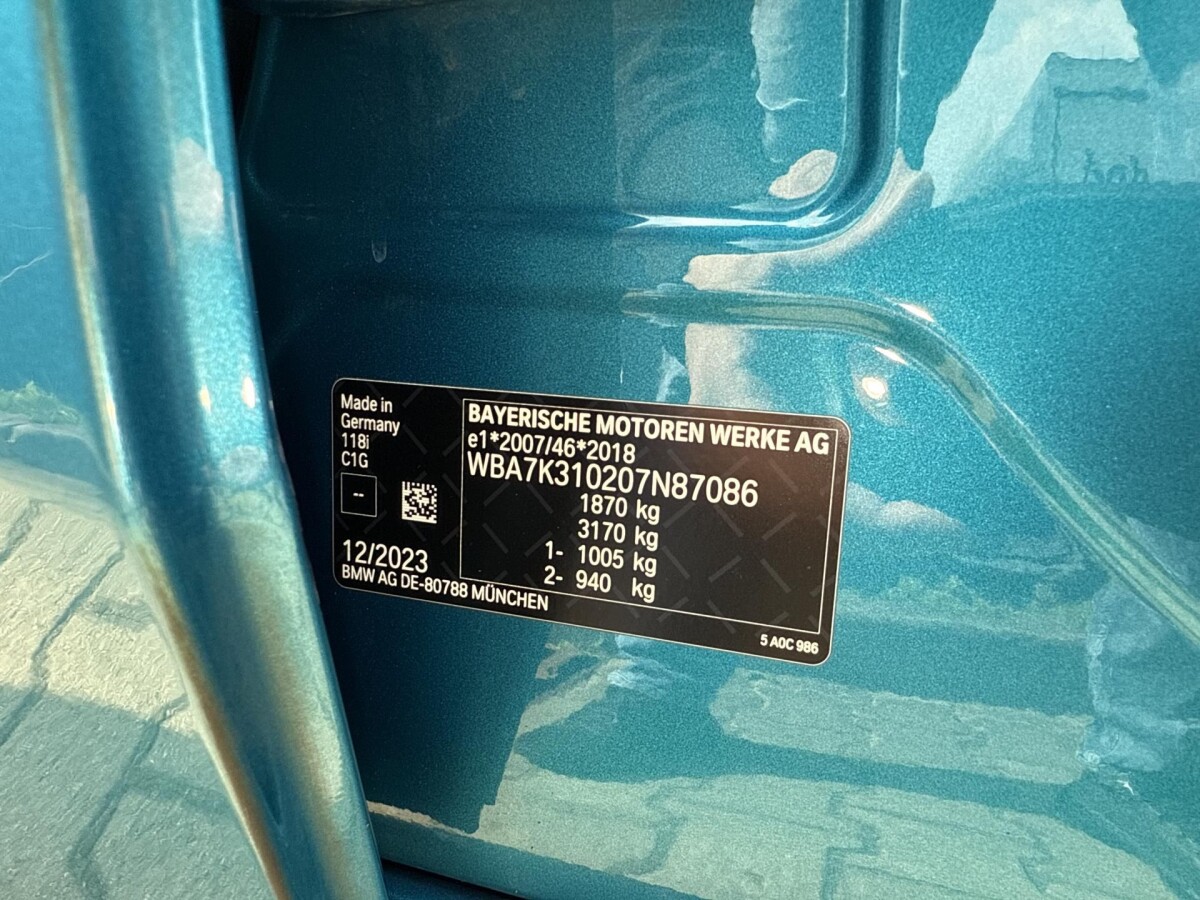 Made in
Germany
118i
C1G
--
12/2023
BMW AG DE-80788 MÜNCHEN
BAYERISCHE MOTOREN WERKE AG
e1*2007/46*2018
WBA7K310207N87086
1870 kg
3170 kg
1- 1005 kg
2- 940 kg
5 A0C 986